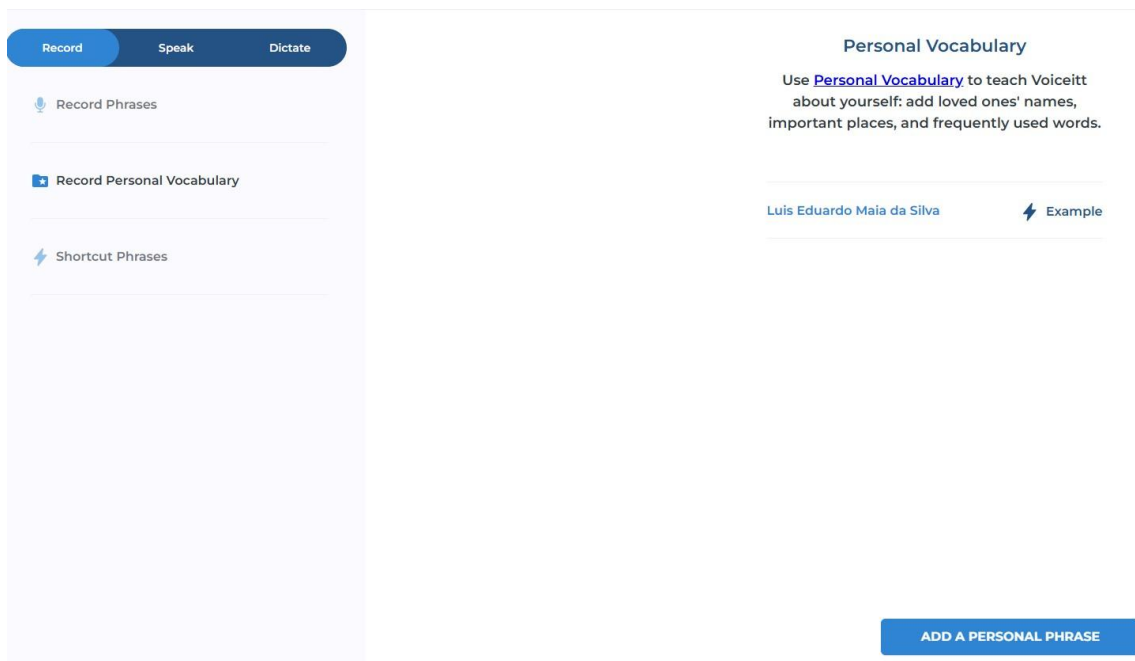 Record Speak Dictate
Record Phrases
Record Personal Vocabulary
Shortcut Phrases
Personal Vocabulary
Use Personal Vocabulary to teach Voiceitt
about yourself: add loved ones' names,
important places, and frequently used words.
Luis Eduardo Maia da Silva Example
ADD A PERSONAL PHRASE